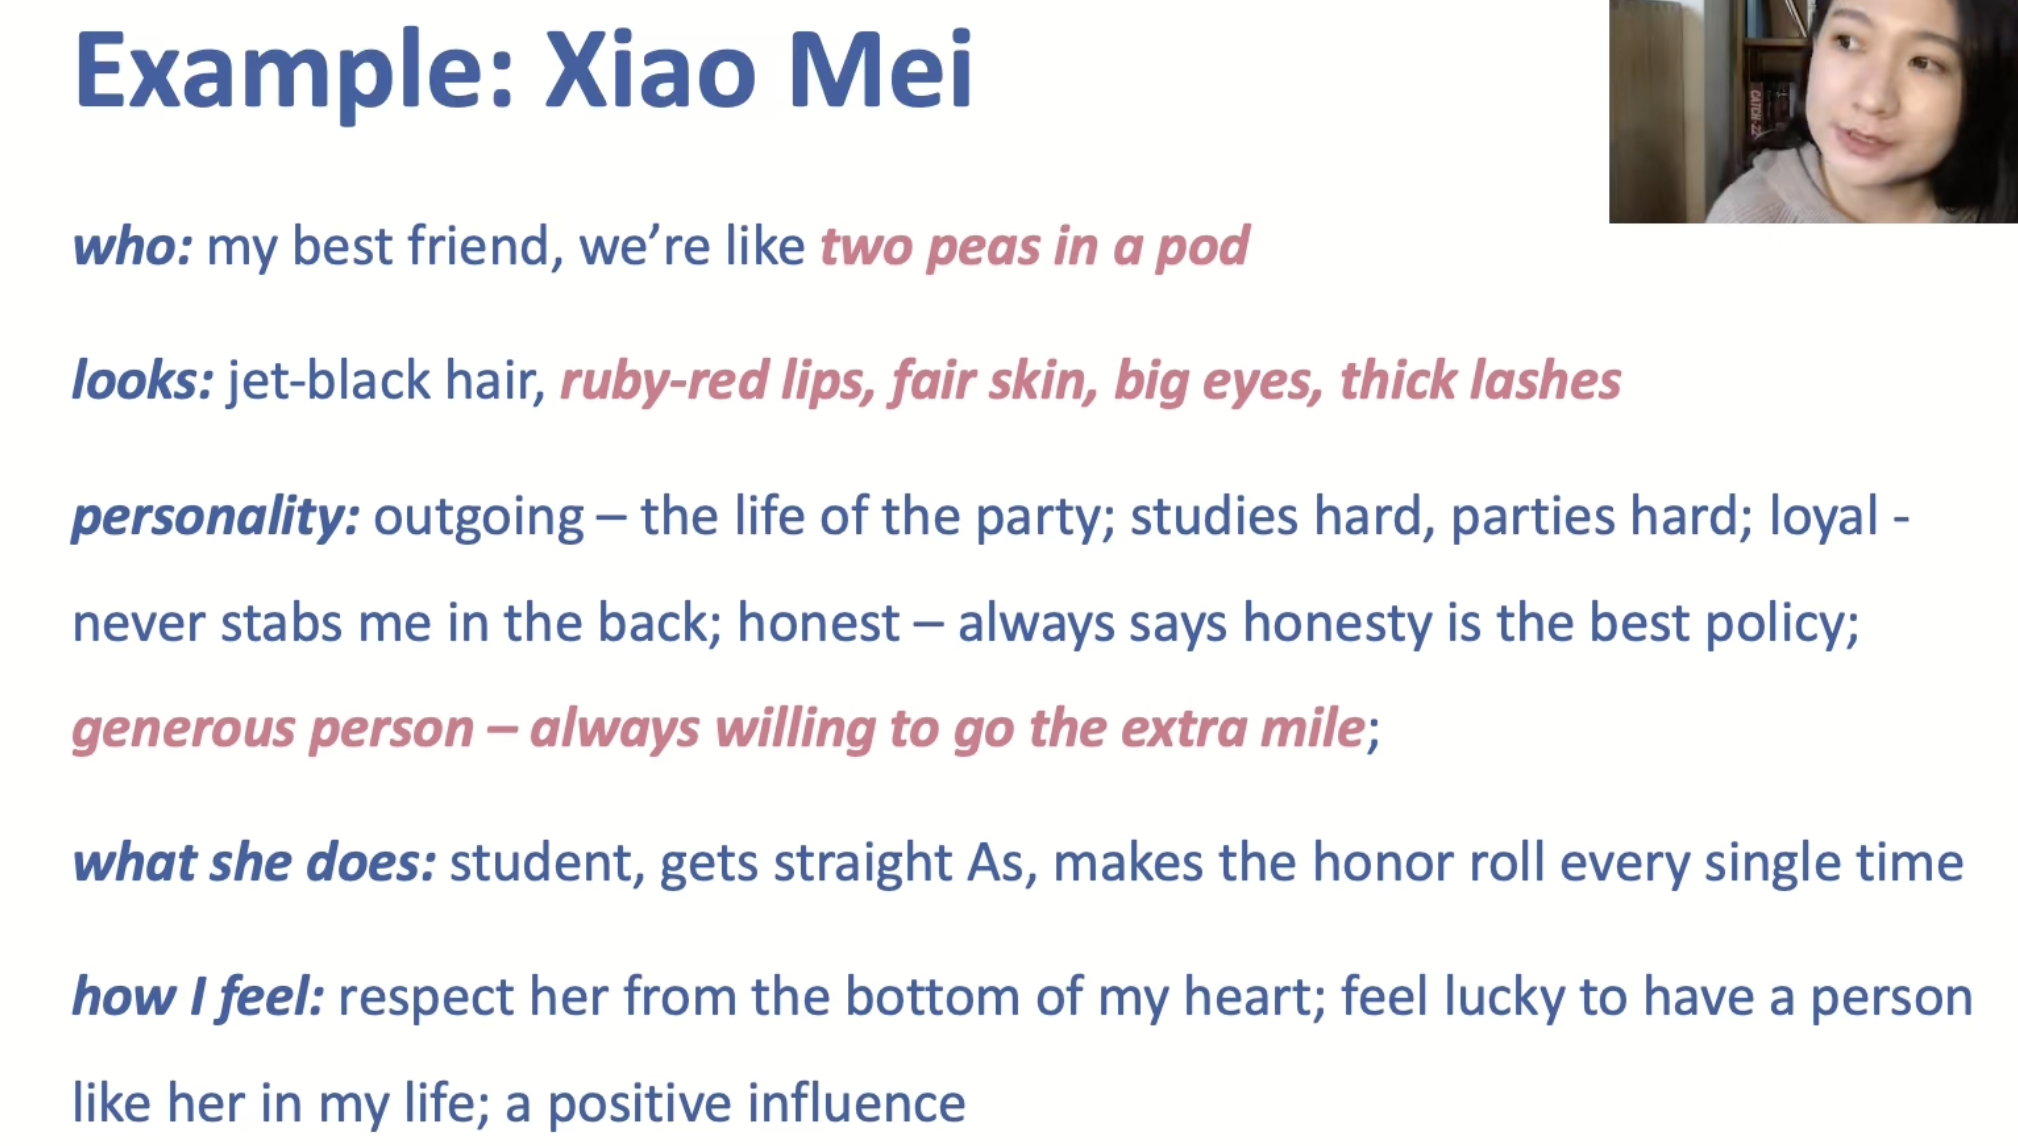 Example: Xiao Mei
CATCH-22
who: my best friend, we’re like two peas in a pod
looks: jet-black hair, ruby-red lips, fair skin, big eyes, thick lashes
personality: outgoing – the life of the party; studies hard, parties hard; loyal -
never stabs me in the back; honest – always says honesty is the best policy;
generous person – always willing to go the extra mile;
what she does: student, gets straight As, makes the honor roll every single time
how I feel: respect her from the bottom of my heart; feel lucky to have a person
like her in my life; a positive influence